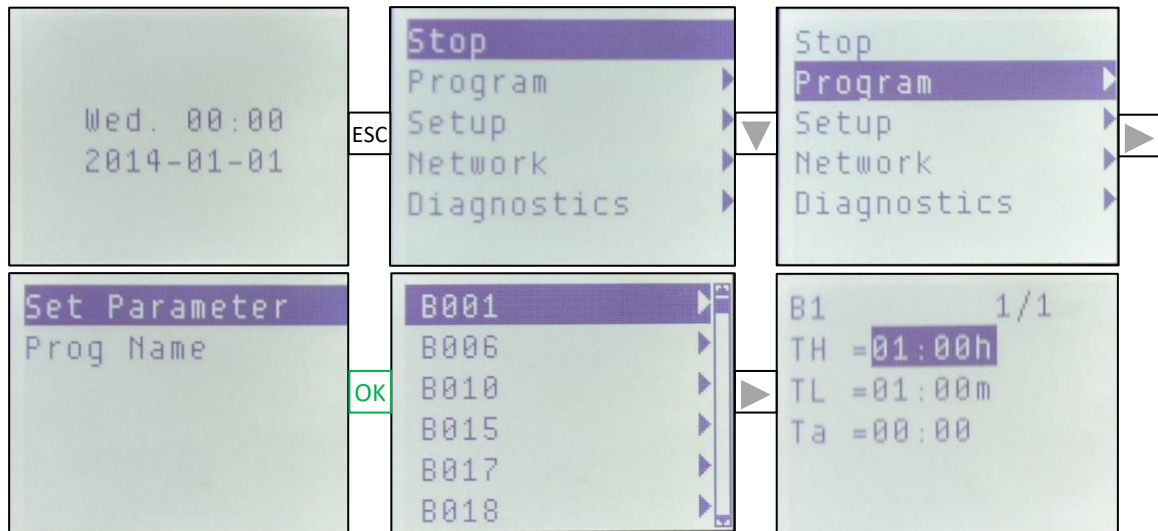 Wed. 00:00
2014-01-01
ESC
Stop
Program
Setup
Network
Diagnostics
Stop
Program
Setup
Network
Diagnostics
Set Parameter
Prog Name
OK
B001
B006
B010
B015
B017
B018
B1 1/1
TH =01:00h
TL =01:00m
Ta =00:00